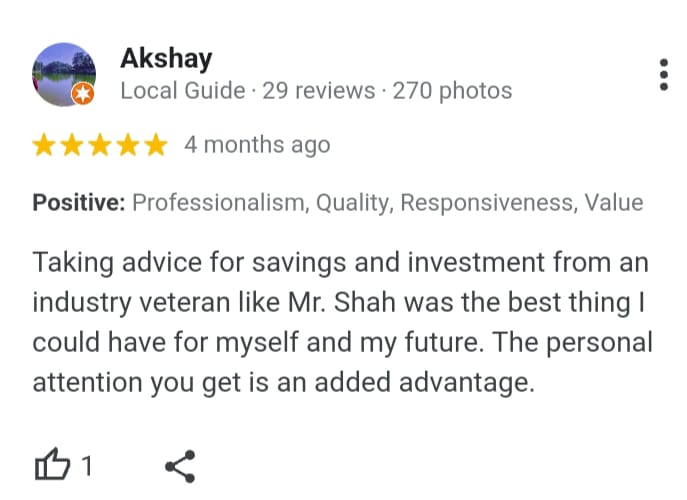 Akshay
Local Guide · 29 reviews · 270 photos
4 months ago
Positive: Professionalism, Quality, Responsiveness, Value
Taking advice for savings and investment from an
industry veteran like Mr. Shah was the best thing I
could have for myself and my future. The personal
attention you get is an added advantage.
1